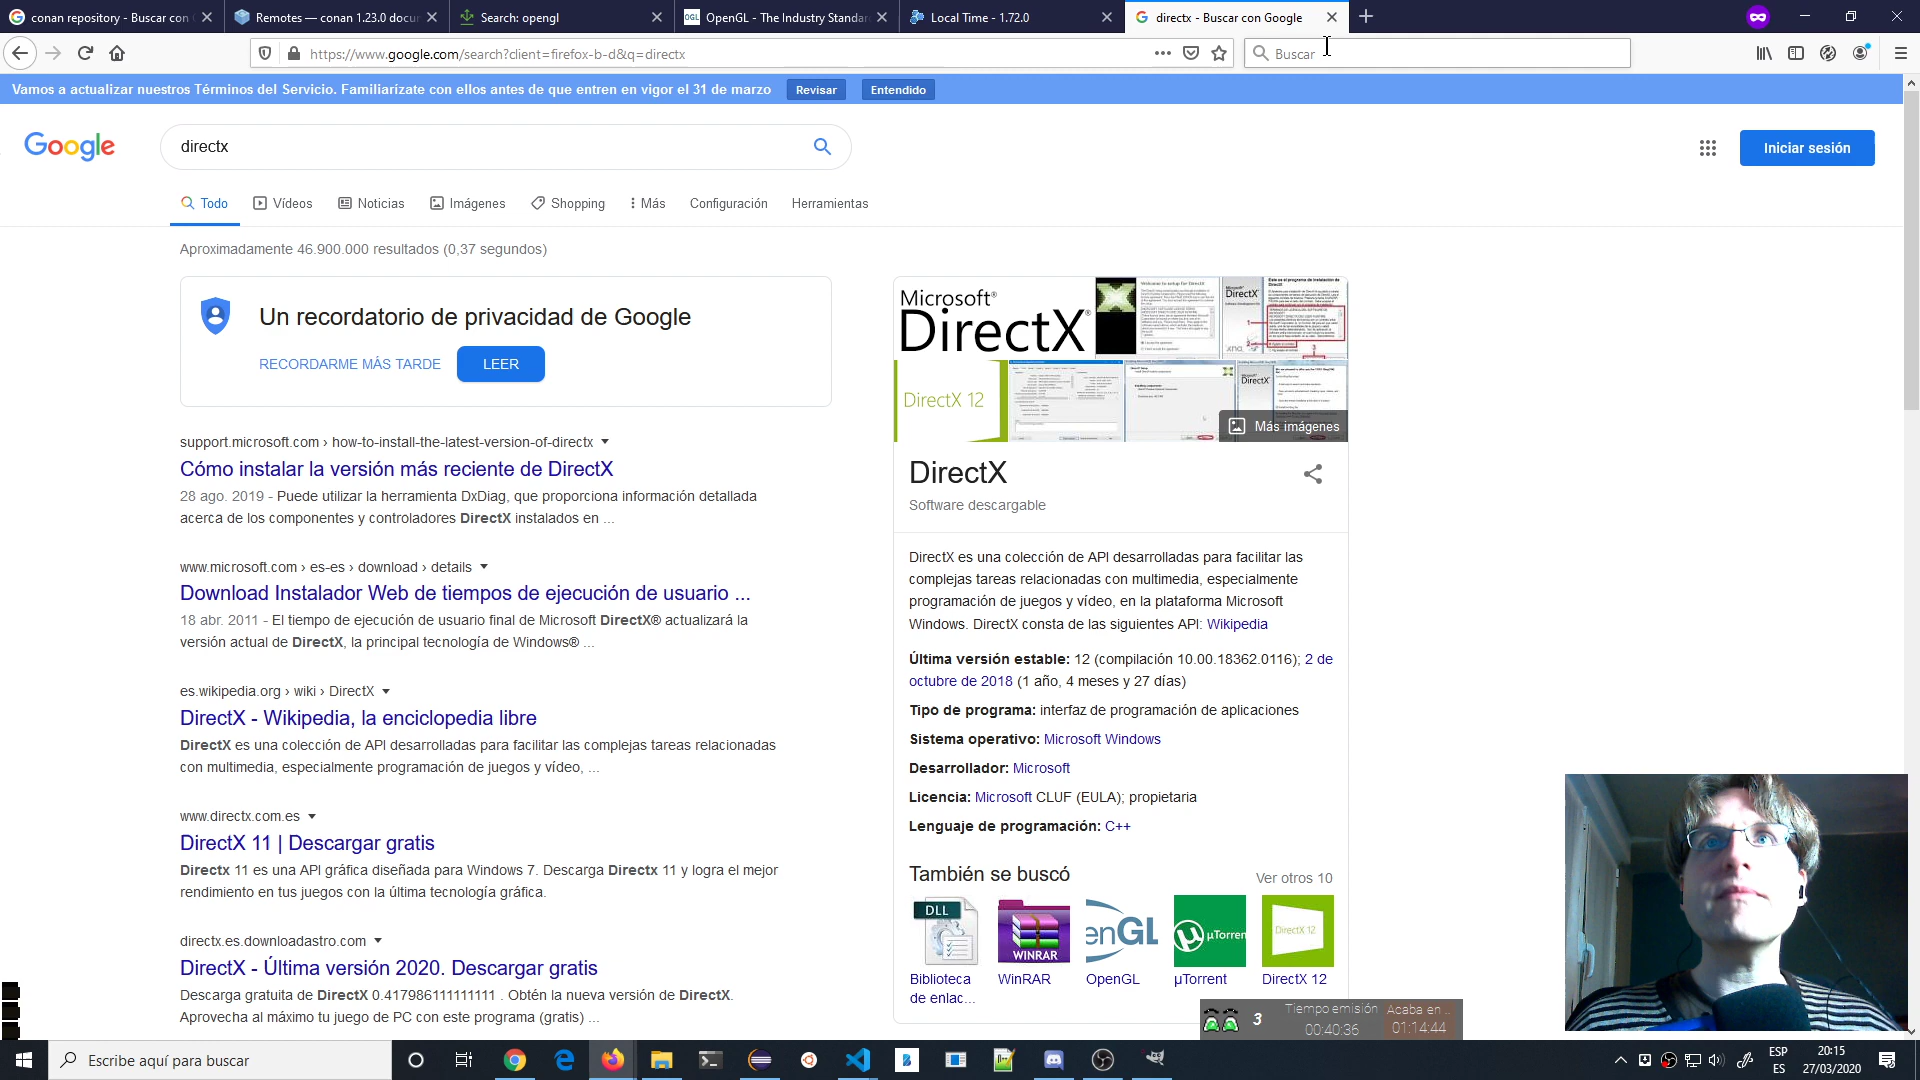 conan repository - Buscar con
Remotes — conan 1.23.0 docu
Search: opengl
OpenGL - The Industry Standar
Local Time - 1.72.0
directx - Buscar con Google
https://www.google.com/search?client=firefox-b-d&q=directx
Buscar
Vamos a actualizar nuestros Términos del Servicio. Familiarízate con ellos antes de que entren en vigor el 31 de marzo
Revisar
Entendido
Google
directx
Iniciar sesión
Todo
Vídeos
Noticias
Imágenes
Shopping
Más
Configuración
Herramientas
Aproximadamente 46.900.000 resultados (0,37 segundos)
Un recordatorio de privacidad de Google
RECORDARME MÁS TARDE
LEER
support.microsoft.com › how-to-install-the-latest-version-of-directx
Cómo instalar la versión más reciente de DirectX
28 ago. 2019 - Puede utilizar la herramienta DxDiag, que proporciona información detallada
acerca de los componentes y controladores DirectX instalados en ...
www.microsoft.com › es-es › download › details
Download Instalador Web de tiempos de ejecución de usuario ...
18 abr. 2011 - El tiempo de ejecución de usuario final de Microsoft DirectX® actualizará la
versión actual de DirectX, la principal tecnología de Windows® ...
es.wikipedia.org › wiki › DirectX
DirectX - Wikipedia, la enciclopedia libre
DirectX es una colección de API desarrolladas para facilitar las complejas tareas relacionadas
con multimedia, especialmente programación de juegos y vídeo, ...
www.directx.com.es
DirectX 11 | Descargar gratis
Directx 11 es una API gráfica diseñada para Windows 7. Descarga Directx 11 y logra el mejor
rendimiento en tus juegos con la última tecnología gráfica.
directx.es.downloadastro.com
DirectX - Última versión 2020. Descargar gratis
Descarga gratuita de DirectX 0.417986111111111 . Obtén la nueva versión de DirectX.
Aprovecha al máximo tu juego de PC con este programa (gratis) ...
Microsoft®
DirectX®
DirectX 12
Más imágenes
DirectX
Software descargable
DirectX es una colección de API desarrolladas para facilitar las
complejas tareas relacionadas con multimedia, especialmente
programación de juegos y vídeo, en la plataforma Microsoft
Windows. DirectX consta de las siguientes API: Wikipedia
Última versión estable: 12 (compilación 10.00.18362.0116); 2 de
octubre de 2018 (1 año, 4 meses y 27 días)
Tipo de programa: interfaz de programación de aplicaciones
Sistema operativo: Microsoft Windows
Desarrollador: Microsoft
Licencia: Microsoft CLUF (EULA); propietaria
Lenguaje de programación: C++
También se buscó
Ver otros 10
DLL
WINRAR
enGL
µTorren
DirectX 12
Biblioteca
de enlac...
WinRAR
OpenGL
µTorrent
DirectX 12
3
Tiempo emisión
00:40:36
Acaba en ..
01:14:44
Escribe aquí para buscar
ESP
ES
20:15
27/03/2020